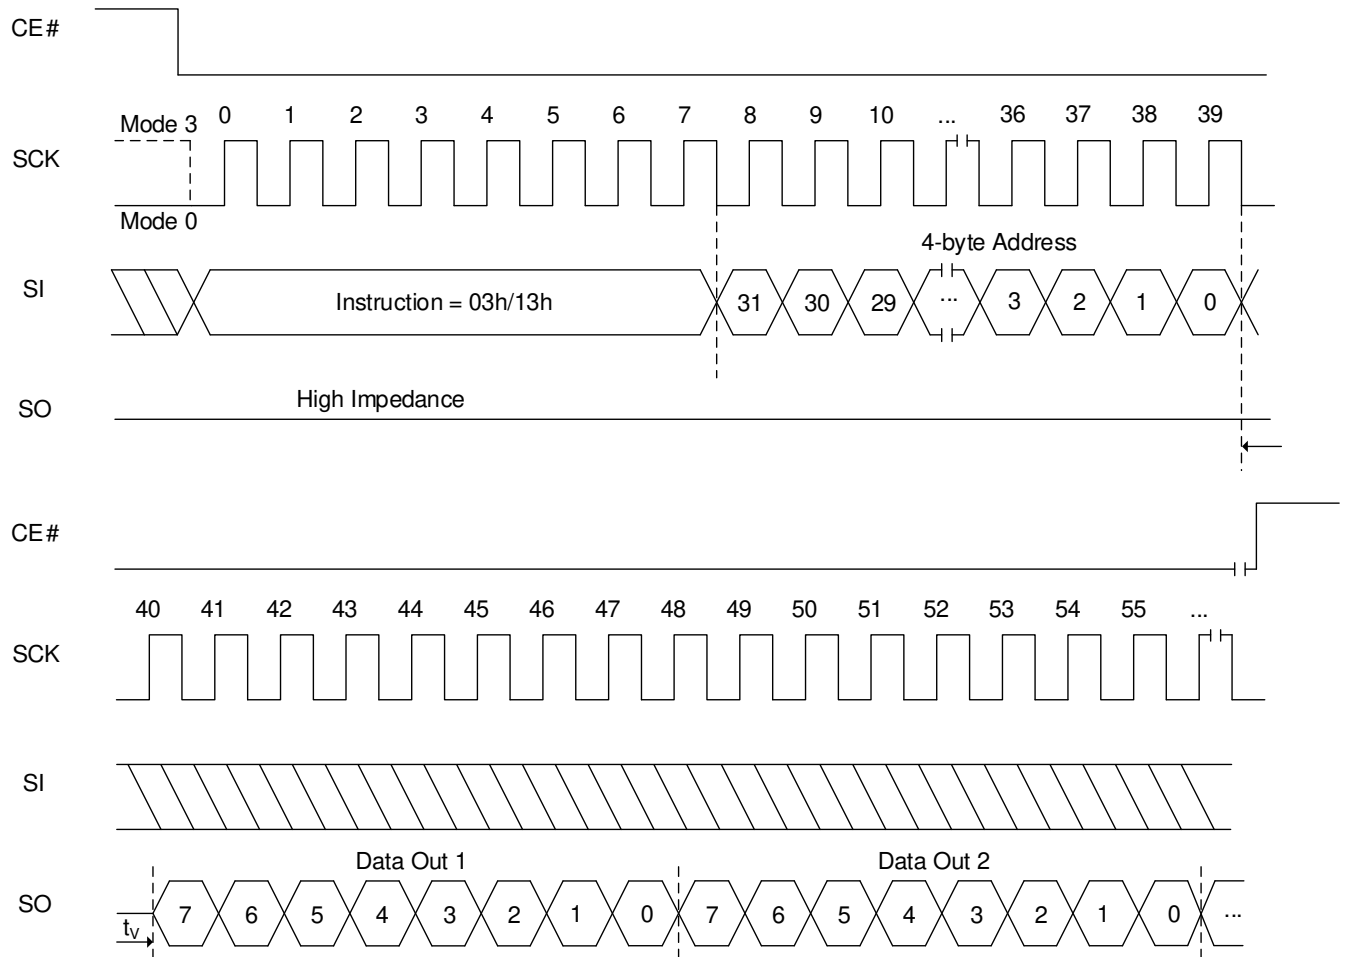 CE#
0 1 2 3 4 5 6 7 8 9 10 ... 36 37 38 39
Mode 3
SCK
Mode 0
4-byte Address
SI
Instruction = 03h/13h 31 30 29 ... 3 2 1 0
High Impedance
SO
CE#
40 41 42 43 44 45 46 47 48 49 50 51 52 53 54 55 ...
SCK
SI
Data Out 1 Data Out 2
SO
7 6 5 4 3 2 1 0 7 6 5 4 3 2 1 0 ...
tV